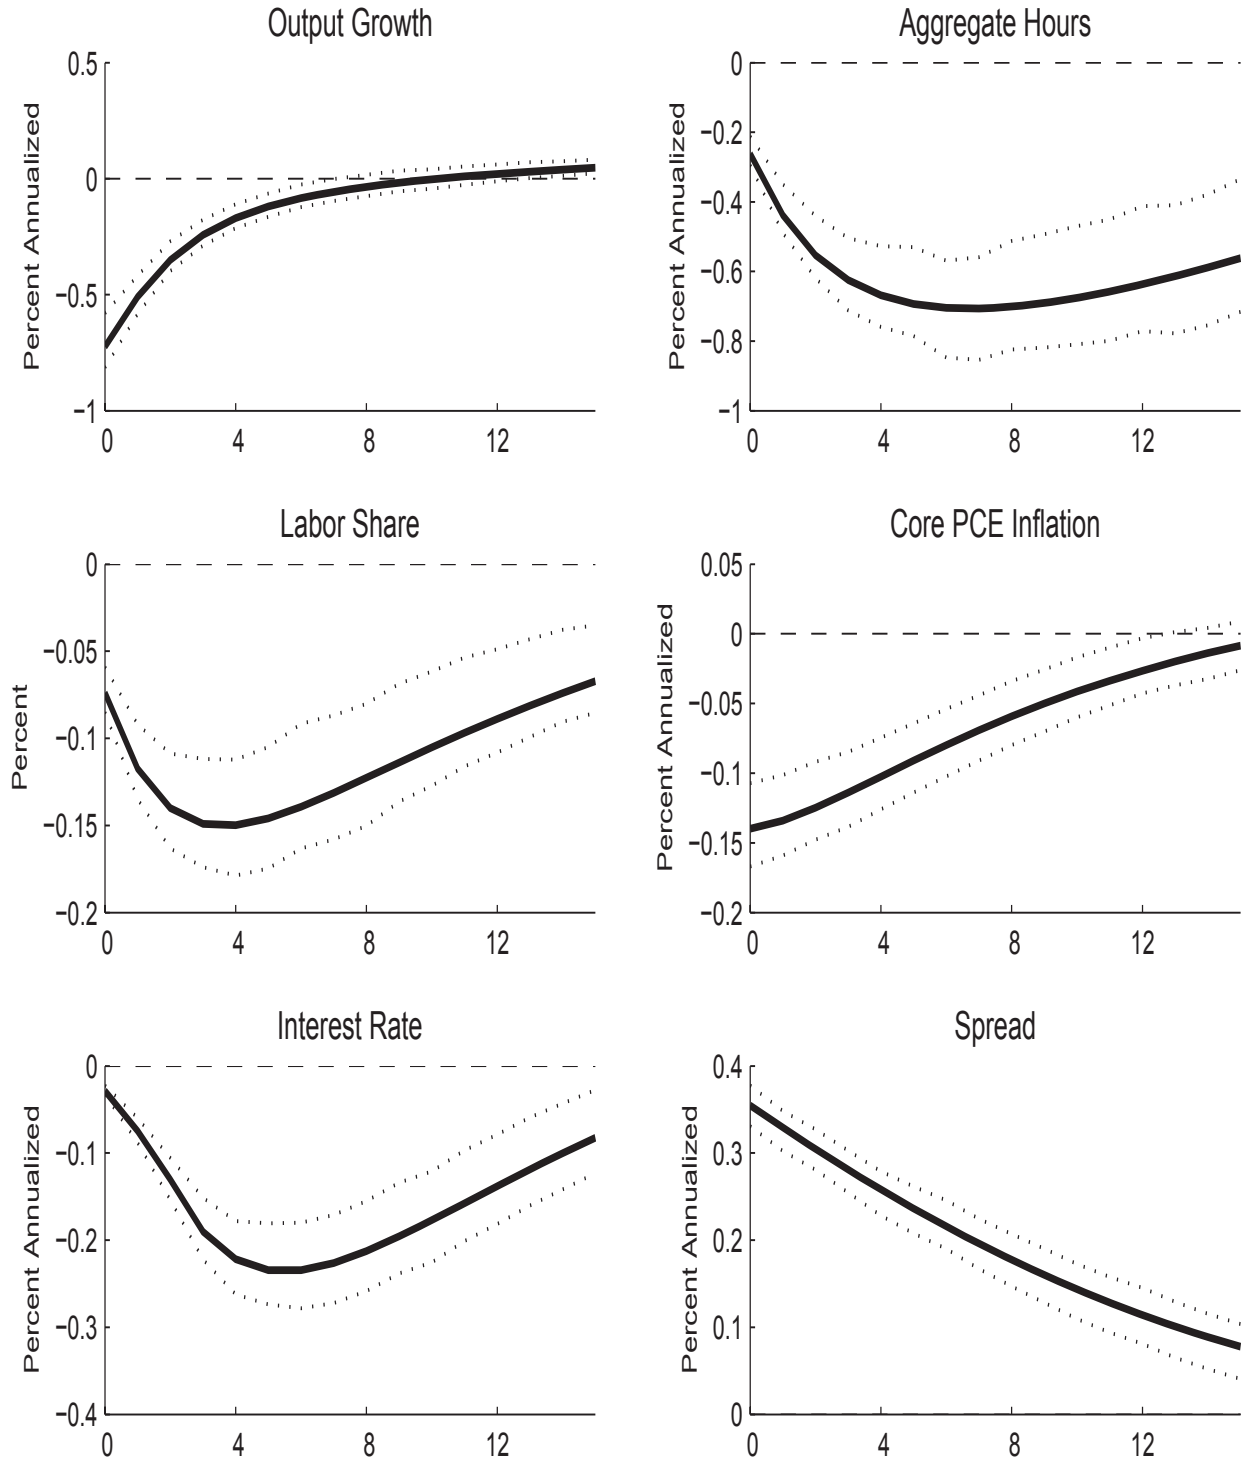 Output Growth
Percent Annualized
0.5
0
−0.5
−1
0 4 8 12
Aggregate Hours
Percent Annualized
0
−0.2
−0.4
−0.6
−0.8
−1
0 4 8 12
Labor Share
Percent
0
−0.05
−0.1
−0.15
−0.2
0 4 8 12
Core PCE Inflation
Percent Annualized
0.05
0
−0.05
−0.1
−0.15
−0.2
0 4 8 12
Interest Rate
Percent Annualized
0
−0.1
−0.2
−0.3
−0.4
0 4 8 12
Spread
Percent Annualized
0.4
0.3
0.2
0.1
0
0 4 8 12